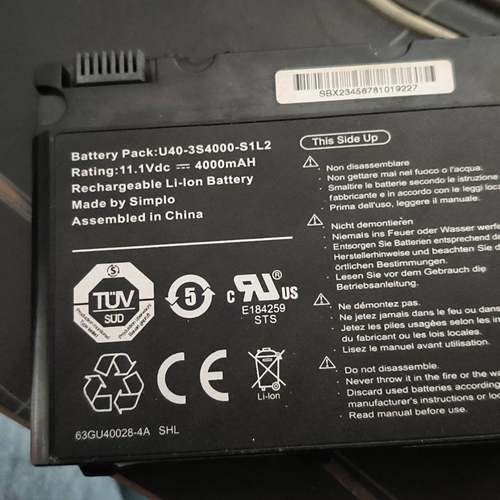 SBX23456781019227
Battery Pack:U40-3S4000-S1L2
Rating:11.1Vdc ⎓ 4000mAH
Rechargeable Li-Ion Battery
Made by Simplo
Assembled in China
This Side Up
Non disassemblare
Non gettare mai nel fuoco o l'acqua.
Smaltire le batterie secondo le istruzione
fabbricante e in accordo con le leggi
Prima dell'uso, leggere il manuale.
Nicht demontieren
Niemals ins Feuer oder Wasser
Entsorgen Sie Batterien entsprechend
Herstellerhinweise und beachten
örtlichen Bestimmungen.
Lesen Sie vor dem Gebrauch die
Betriebsanleitung.
Ne démontez pas.
Ne jetez jamais dans le feu ou dans
Jetez les piles usagées selon les
du fabricant ou les lois locales.
Lisez le manuel avant utilisation.
Do not disassemble.
Never throw it in the fire or the
Discard used batteries according
manufacturer's instructions or
Read manual before use.
S
TÜV
SÜD
5
C RU US
E184259
STS
CE
Li-Ion
63GU40028-4A SHL